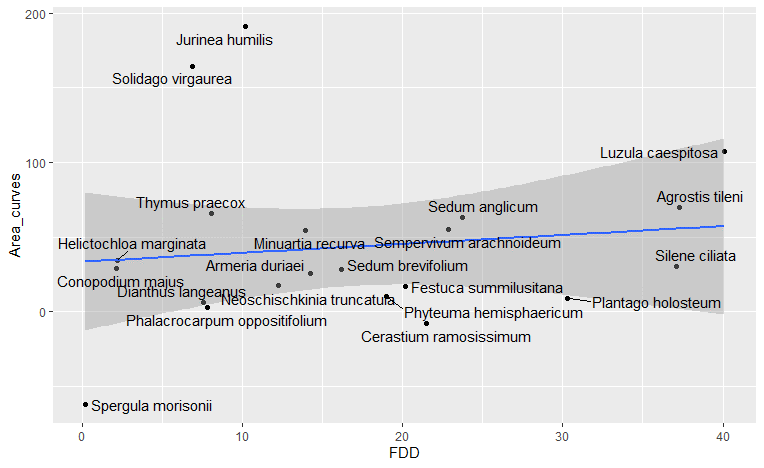 200
Jurinea humilis
Solidago virgaurea
Luzula caespitosa
100
Agrostis tileni
Thymus praecox
Sedum anglicum
Helictochloa marginata
Minuartia recurva
Sempervivum arachnoideum
Silene ciliata
Armeria duriaei
Sedum brevifolium
Conopodium majus
Dianthus langeanus
Festuca summilusitana
Neoschischkinia truncatula
Plantago holosteum
0
Phyteuma hemisphaericum
Phalacrocarpum oppositifolium
Cerastium ramosissimum
Spergula morisonii
Area_curves
0
10
20
30
40
FDD